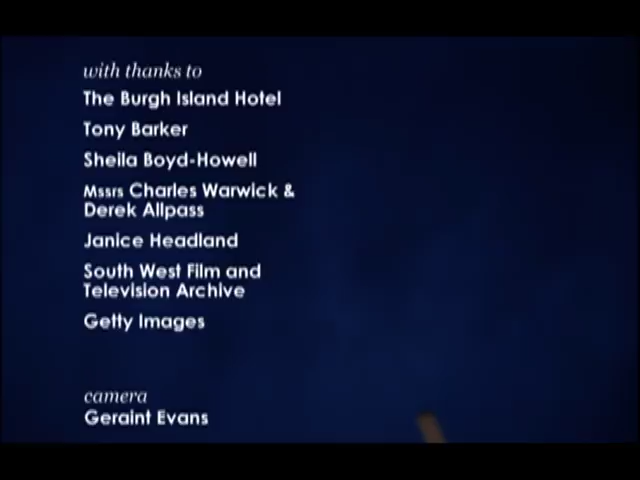 with thanks to
The Burgh Island Hotel
Tony Barker
Sheila Boyd-Howell
Mssrs Charles Warwick &
Derek Allpass
Janice Headland
South West Film and
Television Archive
Getty Images
camera
Geraint Evans